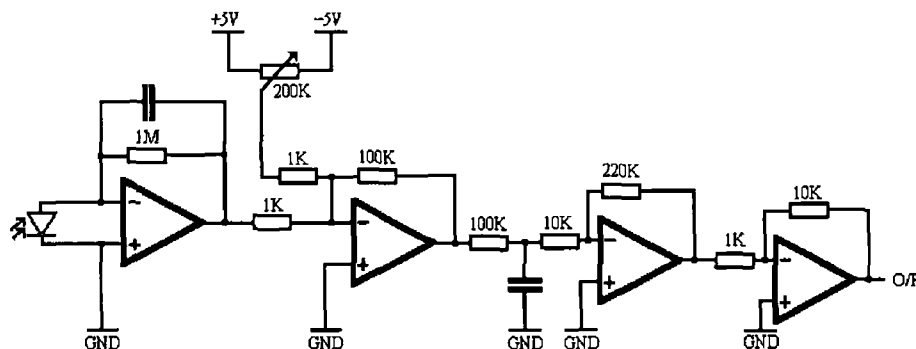 +5V
-5V
200K
1M
1K
100K
1K
100K
10K
220K
1K
10K
O/P
GND
GND
GND
GND
GND